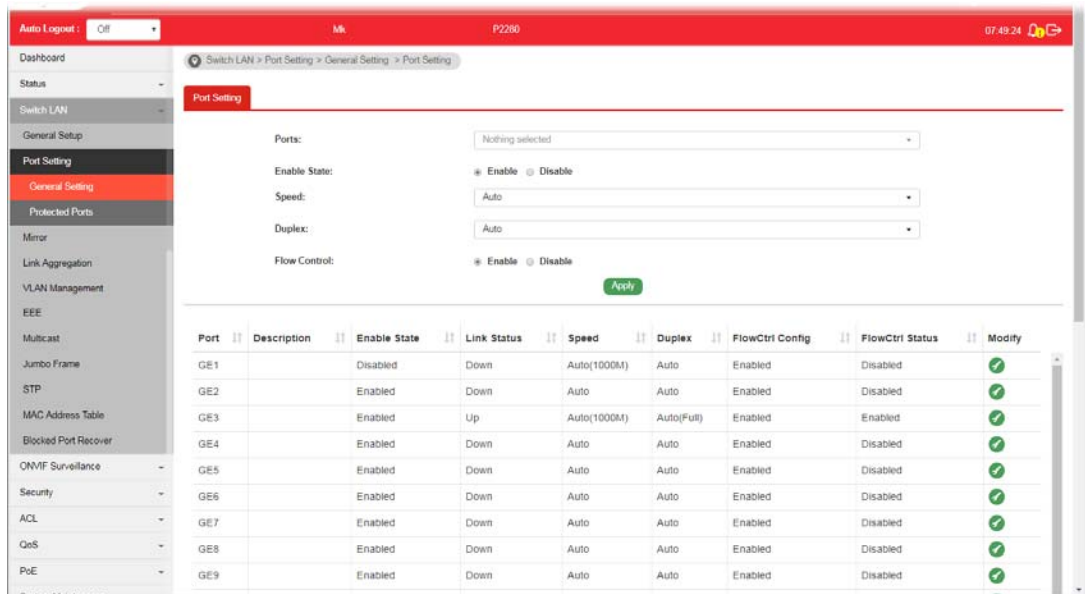 Auto Logout : Off Mk P2280 07:49:24
Dashboard
Status
Switch LAN
General Setup
Port Setting
General Setting
Protected Ports
Mirror
Link Aggregation
VLAN Management
EEE
Multicast
Jumbo Frame
STP
MAC Address Table
Blocked Port Recover
ONVIF Surveillance
Security
ACL
QoS
PoE
Switch LAN > Port Setting > General Setting > Port Setting
Port Setting
Ports: Nothing selected
Enable State: Enable Disable
Speed: Auto
Duplex: Auto
Flow Control: Enable Disable
Apply
Port Description Enable State Link Status Speed Duplex FlowCtrl Config FlowCtrl Status Modify
GE1 Disabled Down Auto(1000M) Auto Enabled Disabled
GE2 Enabled Down Auto Auto Enabled Disabled
GE3 Enabled Up Auto(1000M) Auto(Full) Enabled Enabled
GE4 Enabled Down Auto Auto Enabled Disabled
GE5 Enabled Down Auto Auto Enabled Disabled
GE6 Enabled Down Auto Auto Enabled Disabled
GE7 Enabled Down Auto Auto Enabled Disabled
GE8 Enabled Down Auto Auto Enabled Disabled
GE9 Enabled Down Auto Auto Enabled Disabled